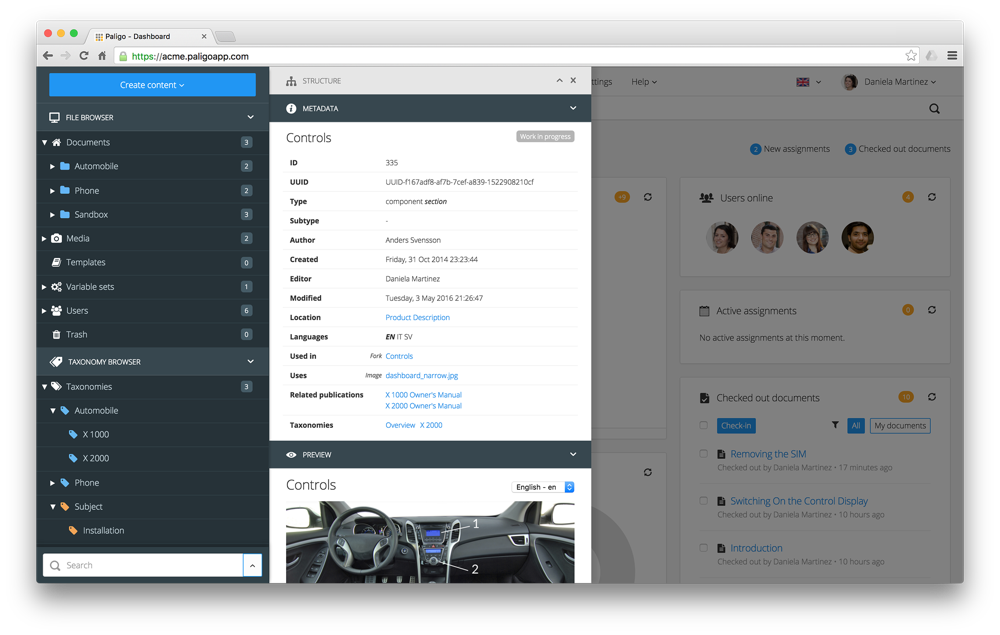 Paligo - Dashboard
https://acme.paligoapp.com
Create content
FILE BROWSER
Documents 3
Automobile 2
Phone 2
Sandbox 3
Media 2
Templates 0
Variable sets 1
Users 6
Trash 0
TAXONOMY BROWSER
Taxonomies 3
Automobile
X 1000
X 2000
Phone
Subject
Installation
Search
STRUCTURE
METADATA
Controls Work in progress
ID 335
UUID UUID-f167adf8-af7b-7cef-a839-1522908210cf
Type component section
Subtype -
Author Anders Svensson
Created Friday, 31 Oct 2014 23:23:44
Editor Daniela Martinez
Modified Tuesday, 3 May 2016 21:26:47
Location Product Description
Languages EN IT SV
Used in Fork Controls
Uses Image dashboard_narrow.jpg
Related publications X 1000 Owner's Manual
X 2000 Owner's Manual
Taxonomies Overview X 2000
PREVIEW
Controls English - en
1
2
ttings Help Daniela Martinez
2 New assignments 3 Checked out documents
Users online 4
Active assignments 0
No active assignments at this moment.
Checked out documents 10
Check-in All My documents
Removing the SIM
Checked out by Daniela Martinez • 17 minutes ago
Switching On the Control Display
Checked out by Daniela Martinez • 10 hours ago
Introduction
Checked out by Daniela Martinez • 10 hours ago